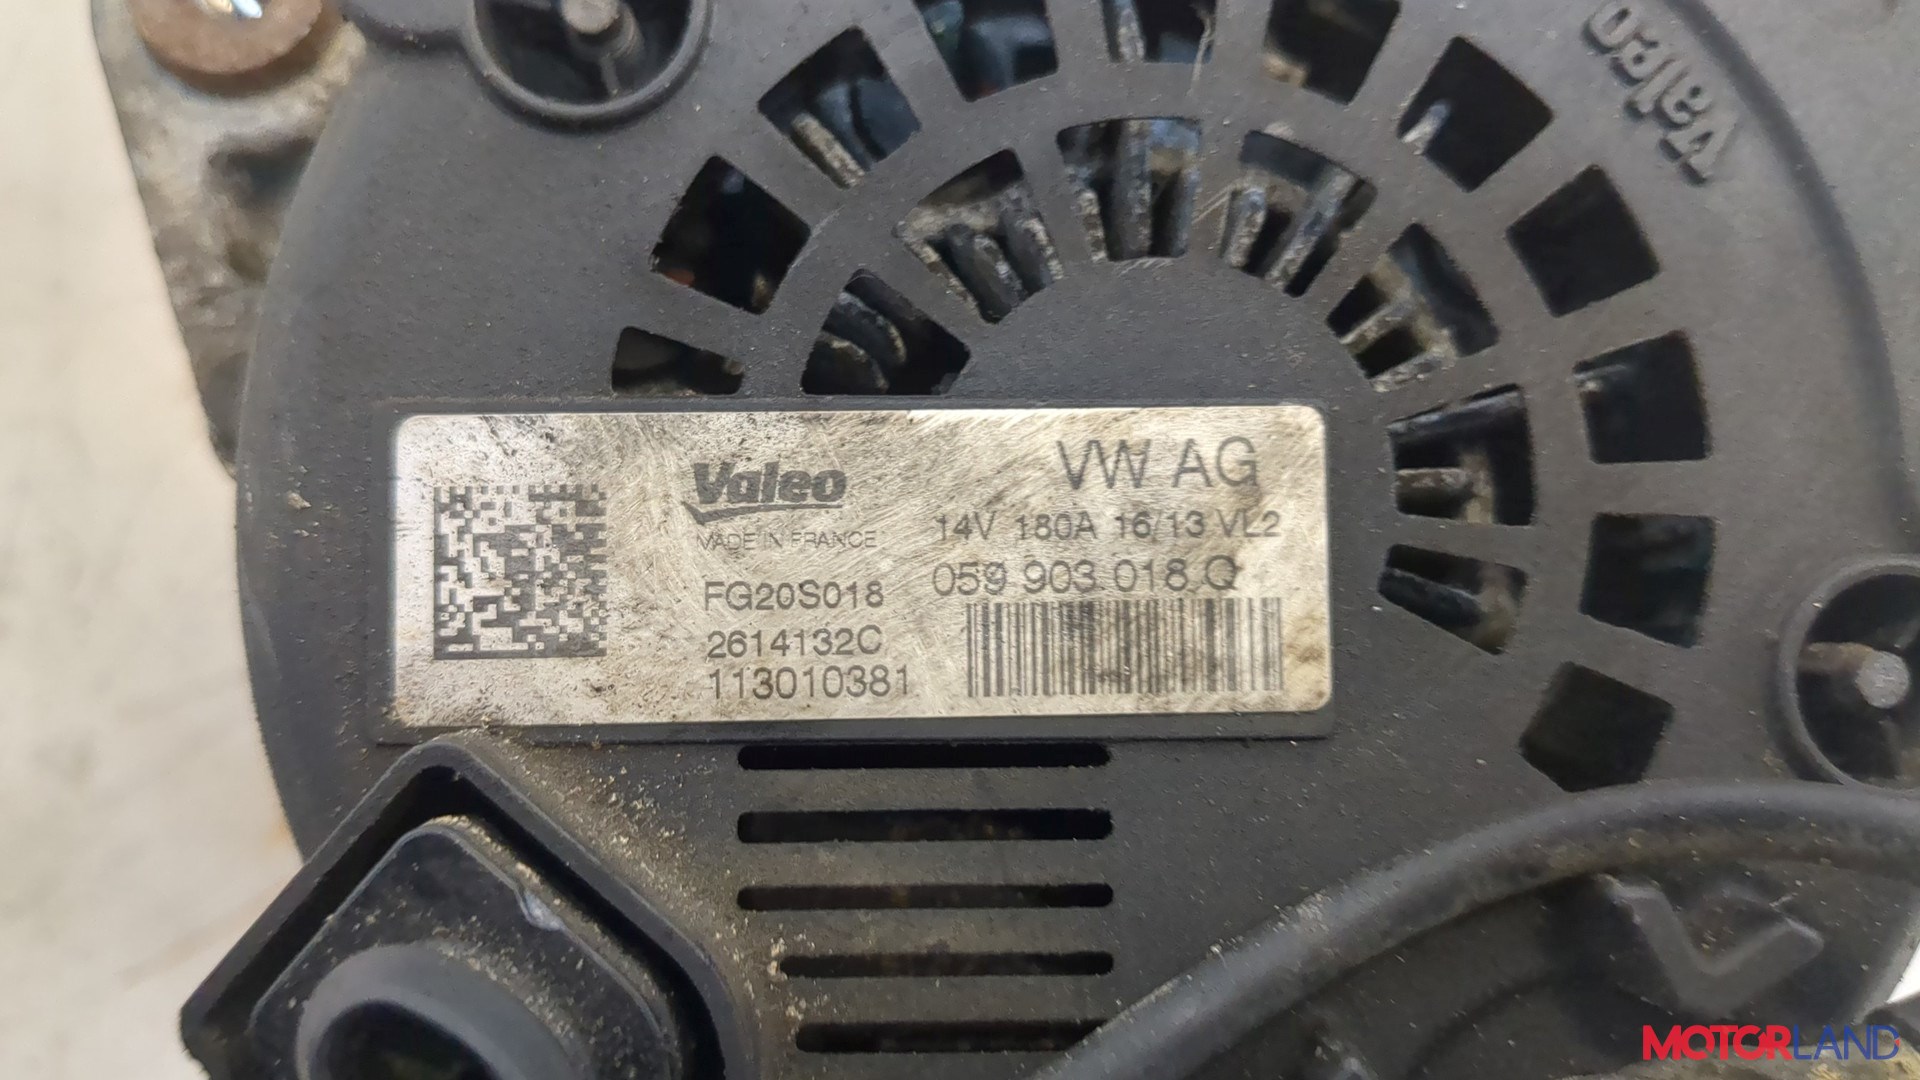 Valeo
Valeo
MADE IN FRANCE
FG20S018
2614132C
113010381
VW AG
14V 180A 16/13 VL2
059 903 018 Q
MOTORLAND